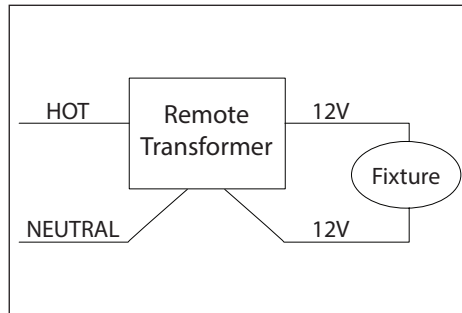 HOT
Remote
Transformer
12V
Fixture
NEUTRAL
12V